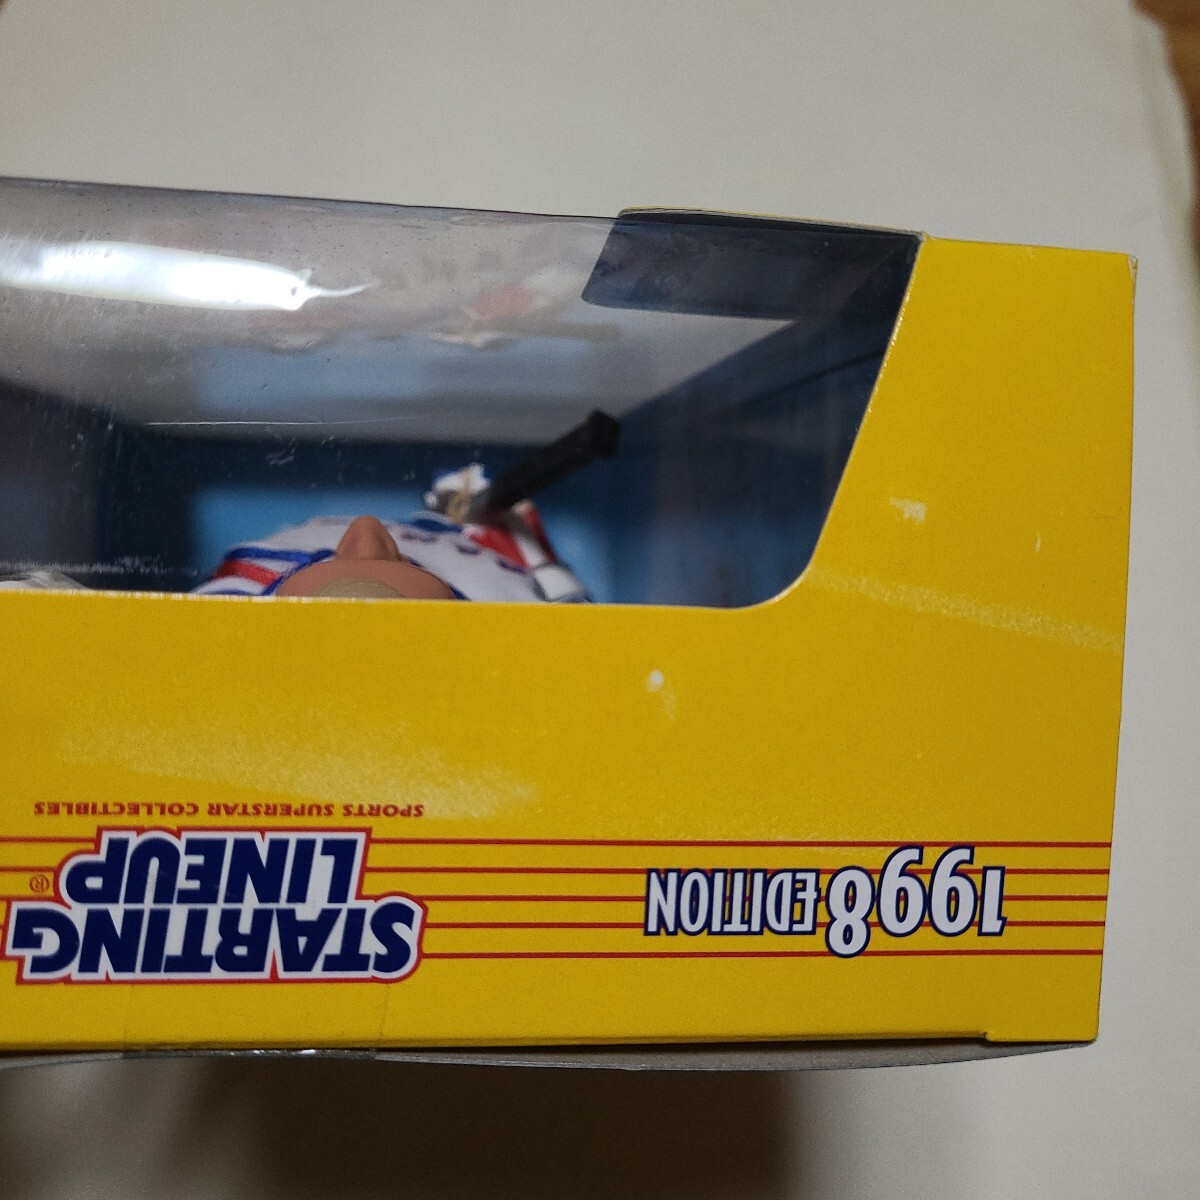 1998 EDITION
STARTING
LINEUP®
SPORTS SUPERSTAR COLLECTIBLES